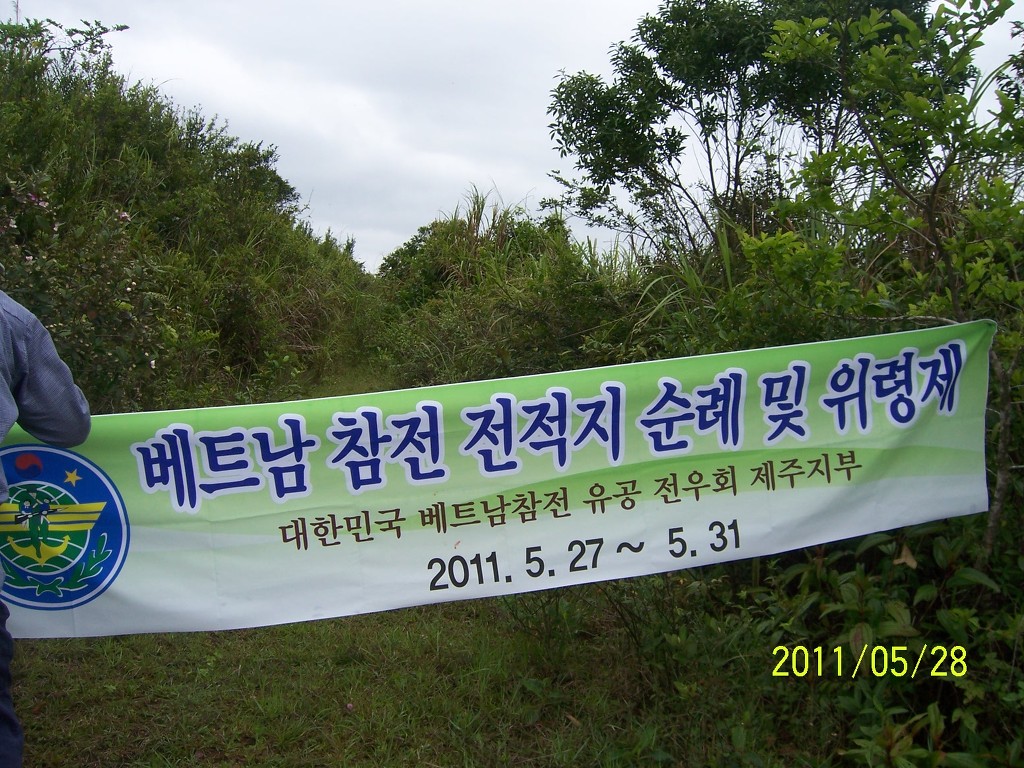 베트남 참전 전적지 순례 및 위령제
대한민국 베트남참전 유공 전우회 제주지부
2011. 5. 27 ~ 5. 31
2011/05/28